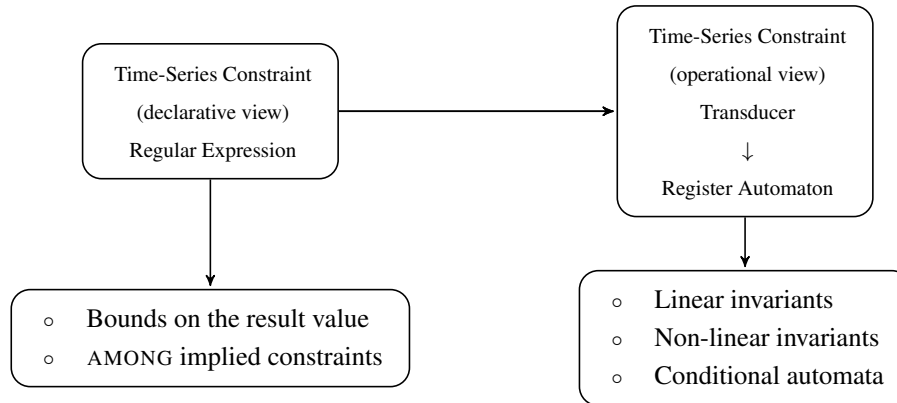 Time-Series Constraint
(declarative view)
Regular Expression
Time-Series Constraint
(operational view)
Transducer
↓
Register Automaton
○ Bounds on the result value
○ AMONG implied constraints
○ Linear invariants
○ Non-linear invariants
○ Conditional automata